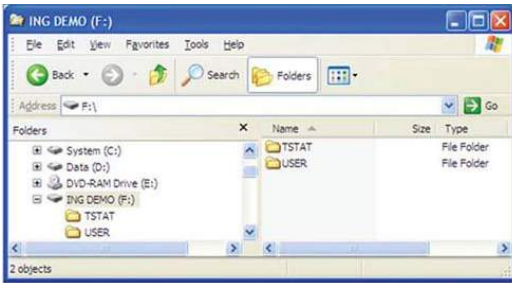 ING DEMO (F:)
File Edit View Favorites Tools Help
Back Search Folders
Address F:\ Go
Folders × Name Size Type
System (C:) TSTAT File Folder
Data (D:) USER File Folder
DVD-RAM Drive (E:)
ING DEMO (F:)
TSTAT
USER
2 objects